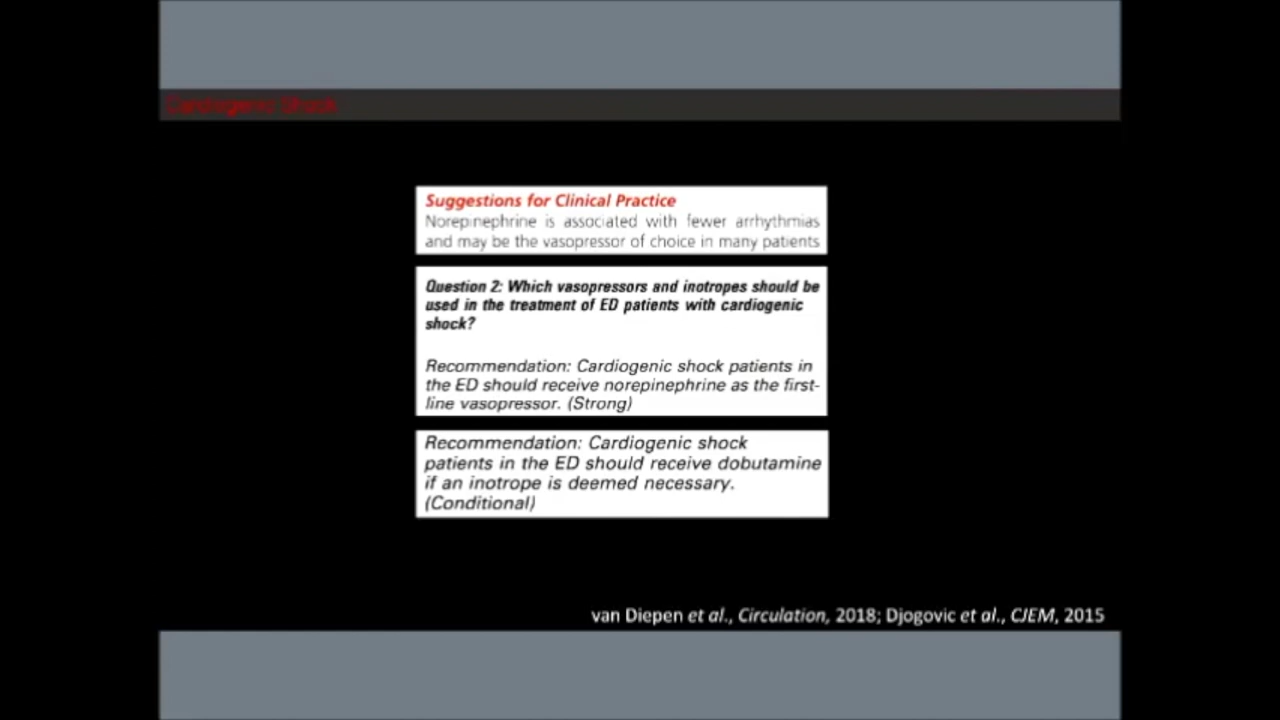 Cardiogenic Shock
Suggestions for Clinical Practice
Norepinephrine is associated with fewer arrhythmias
and may be the vasopressor of choice in many patients
Question 2: Which vasopressors and inotropes should be
used in the treatment of ED patients with cardiogenic
shock?
Recommendation: Cardiogenic shock patients in
the ED should receive norepinephrine as the first-
line vasopressor. (Strong)
Recommendation: Cardiogenic shock
patients in the ED should receive dobutamine
if an inotrope is deemed necessary.
(Conditional)
van Diepen et al., Circulation, 2018; Djogovic et al., CJEM, 2015